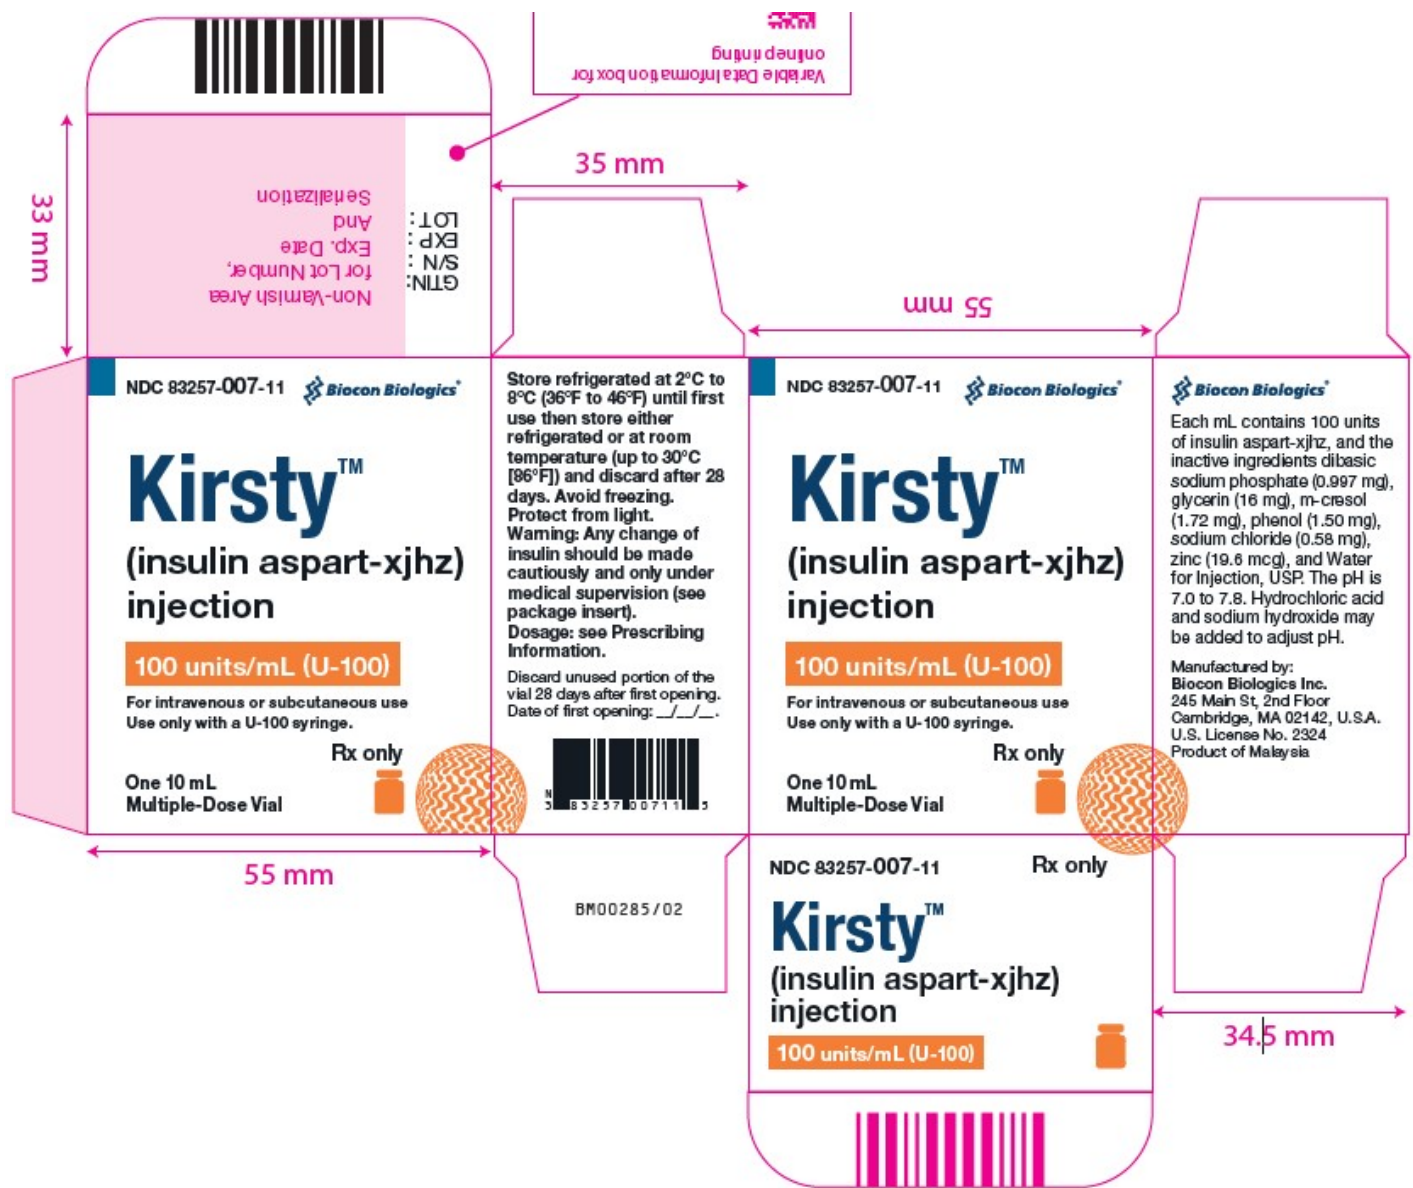 Variable Data Information box for
online printing
33 mm
Non-Varnish Area
for Lot Number,
Exp. Date
And
Serialization
GTIN:
S/N :
EXP :
LOT :
35 mm
55 mm
NDC 83257-007-11
Biocon Biologics®
Kirsty™
(insulin aspart-xjhz)
injection
100 units/mL (U-100)
For intravenous or subcutaneous use
Use only with a U-100 syringe.
Rx only
One 10 mL
Multiple-Dose Vial
55 mm
Store refrigerated at 2°C to
8°C (36°F to 46°F) until first
use then store either
refrigerated or at room
temperature (up to 30°C
[86°F]) and discard after 28
days. Avoid freezing.
Protect from light.
Warning: Any change of
insulin should be made
cautiously and only under
medical supervision (see
package insert).
Dosage: see Prescribing
Information.
Discard unused portion of the
vial 28 days after first opening.
Date of first opening: __/__/__.
N
3 83257 00711 5
BM00285/02
NDC 83257-007-11
Biocon Biologics®
Kirsty™
(insulin aspart-xjhz)
injection
100 units/mL (U-100)
For intravenous or subcutaneous use
Use only with a U-100 syringe.
Rx only
One 10 mL
Multiple-Dose Vial
NDC 83257-007-11
Rx only
Kirsty™
(insulin aspart-xjhz)
injection
100 units/mL (U-100)
Biocon Biologics®
Each mL contains 100 units
of insulin aspart-xjhz, and the
inactive ingredients dibasic
sodium phosphate (0.997 mg),
glycerin (16 mg), m-cresol
(1.72 mg), phenol (1.50 mg),
sodium chloride (0.58 mg),
zinc (19.6 mcg), and Water
for Injection, USP. The pH is
7.0 to 7.8. Hydrochloric acid
and sodium hydroxide may
be added to adjust pH.
Manufactured by:
Biocon Biologics Inc.
245 Main St, 2nd Floor
Cambridge, MA 02142, U.S.A.
U.S. License No. 2324
Product of Malaysia
34.5 mm